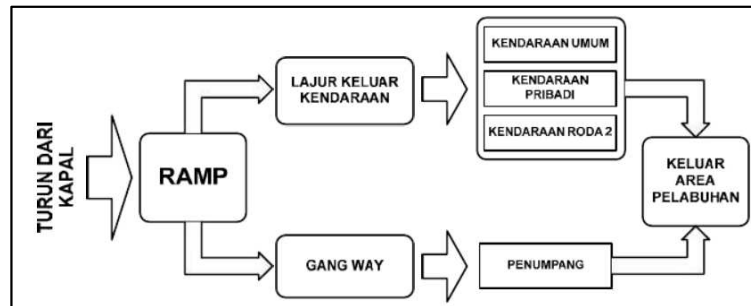 TURUN DARI
KAPAL
RAMP
LAJUR KELUAR
KENDARAAN
KENDARAAN UMUM
KENDARAAN
PRIBADI
KENDARAAN RODA 2
GANG WAY
PENUMPANG
KELUAR
AREA
PELABUHAN